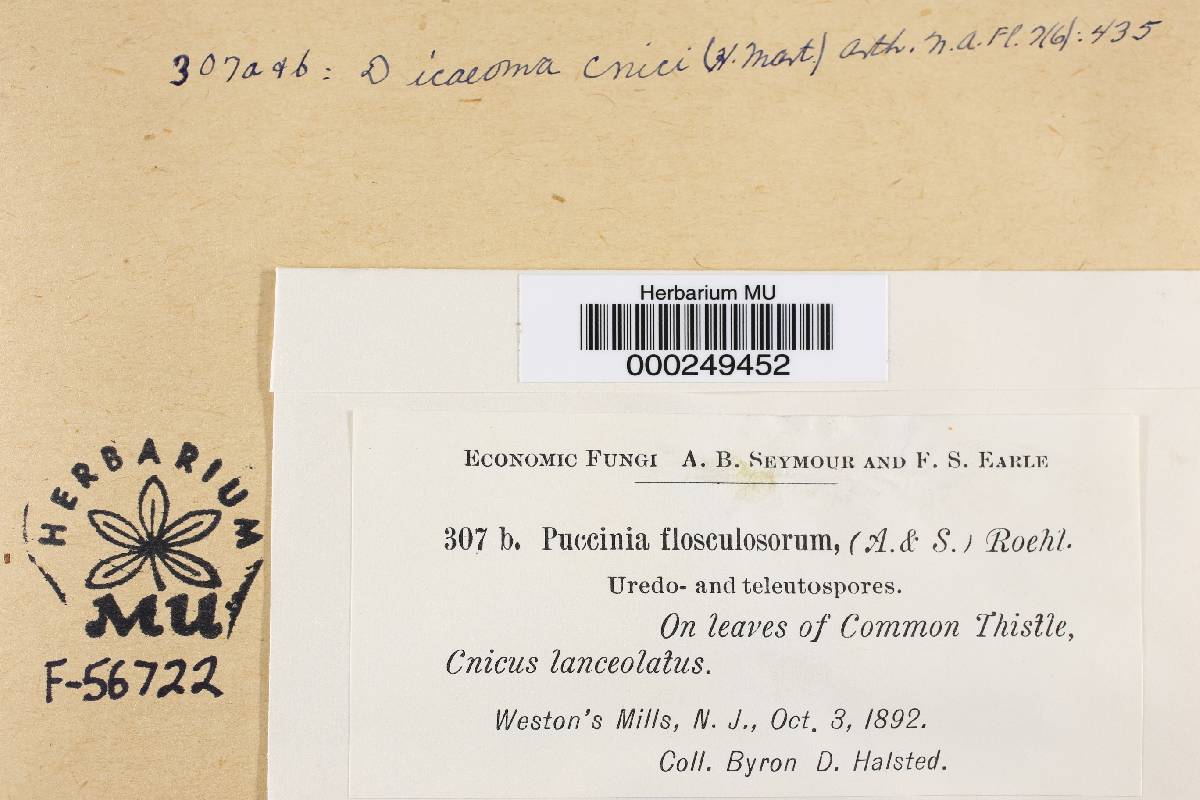 307a & b: Dicaeoma cnici (H. Mart.) Arth. N.A.Fl. 7(6): 435
Herbarium MU
000249452
HERBARIUM
MU
F-56722
ECONOMIC FUNGI A. B. SEYMOUR AND F. S. EARLE
307 b. Puccinia flosculosorum, (A. & S.) Roehl.
Uredo- and teleutospores.
On leaves of Common Thistle,
Cnicus lanceolatus.
Weston's Mills, N. J., Oct. 3, 1892.
Coll. Byron D. Halsted.